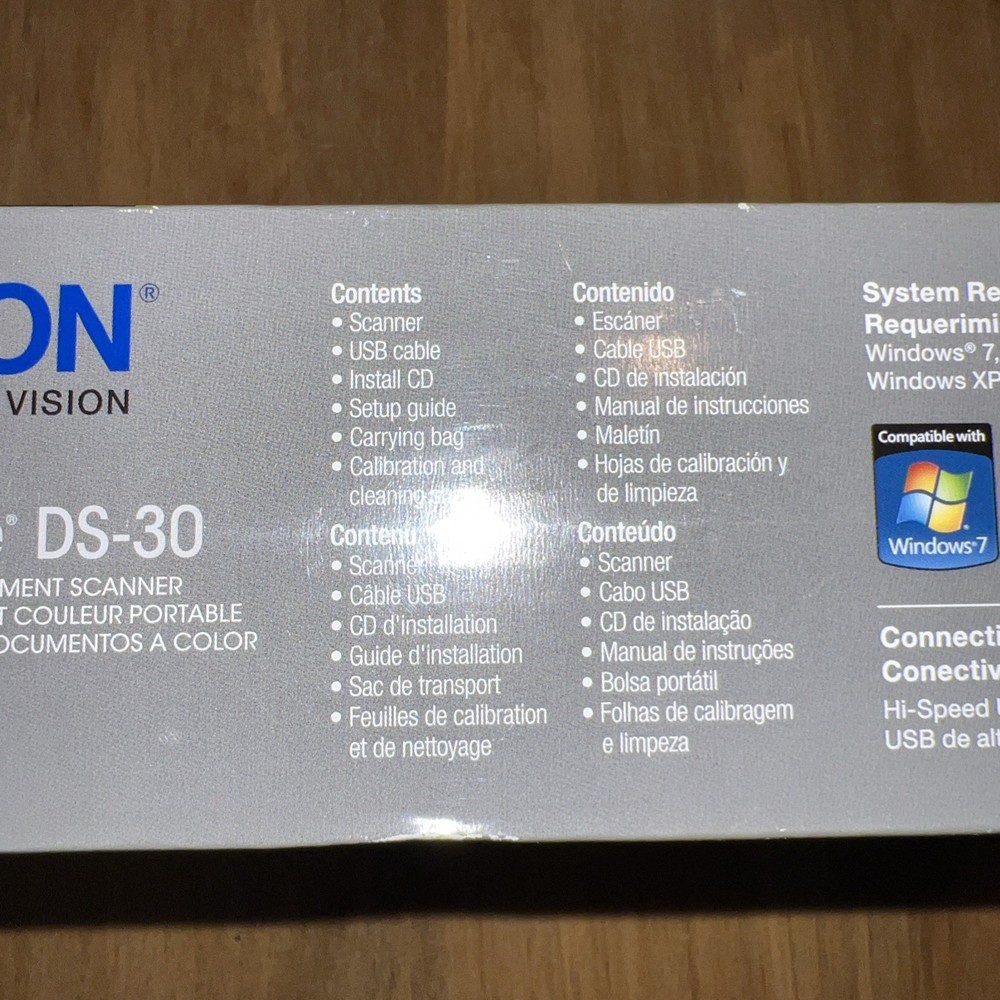 ON®
VISION
® DS-30
MENT SCANNER
T COULEUR PORTABLE
OCUMENTOS A COLOR
Contents
• Scanner
• USB cable
• Install CD
• Setup guide
• Carrying bag
• Calibration and
cleaning
Contenido
• Escáner
• Cable USB
• CD de instalación
• Manual de instrucciones
• Maletín
• Hojas de calibración y
de limpieza
Contenu
• Scanner
• Câble USB
• CD d'installation
• Guide d'installation
• Sac de transport
• Feuilles de calibration
et de nettoyage
Conteúdo
• Scanner
• Cabo USB
• CD de instalação
• Manual de instruções
• Bolsa portátil
• Folhas de calibragem
e limpeza
System Re
Requerimi
Windows® 7,
Windows XP
Compatible with
Windows®7
Connecti
Conectiv
Hi-Speed
USB de alt